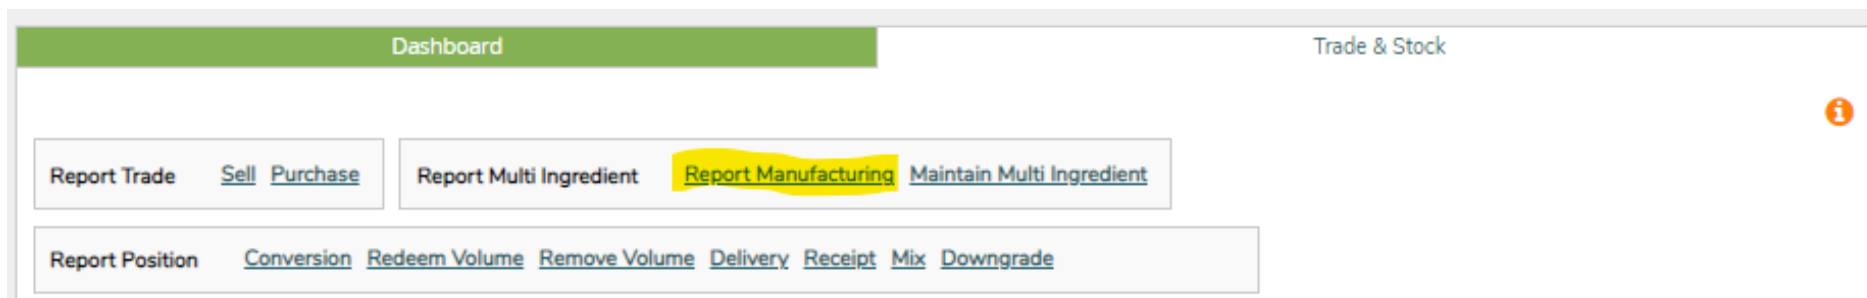 Dashboard Trade & Stock
Report Trade Sell Purchase Report Multi Ingredient Report Manufacturing Maintain Multi Ingredient
Report Position Conversion Redeem Volume Remove Volume Delivery Receipt Mix Downgrade